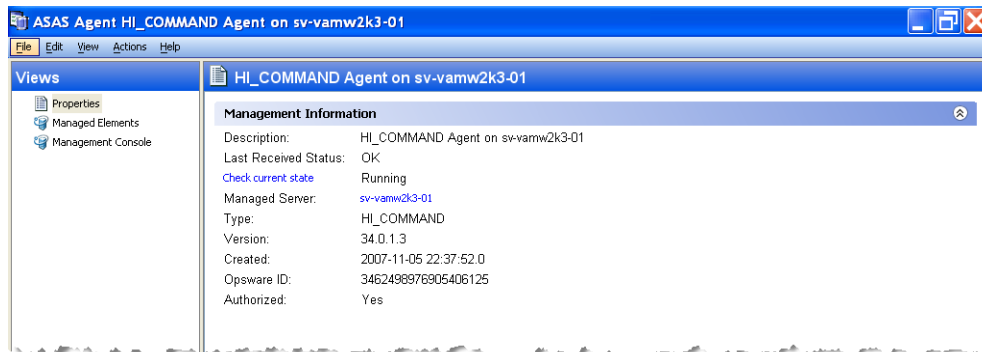 ASAS Agent HI_COMMAND Agent on sv-vamw2k3-01
File Edit View Actions Help
Views
Properties
Managed Elements
Management Console
HI_COMMAND Agent on sv-vamw2k3-01
Management Information
Description: HI_COMMAND Agent on sv-vamw2k3-01
Last Received Status: OK
Check current state Running
Managed Server: sv-vamw2k3-01
Type: HI_COMMAND
Version: 34.0.1.3
Created: 2007-11-05 22:37:52.0
Opsware ID: 3462498976905406125
Authorized: Yes